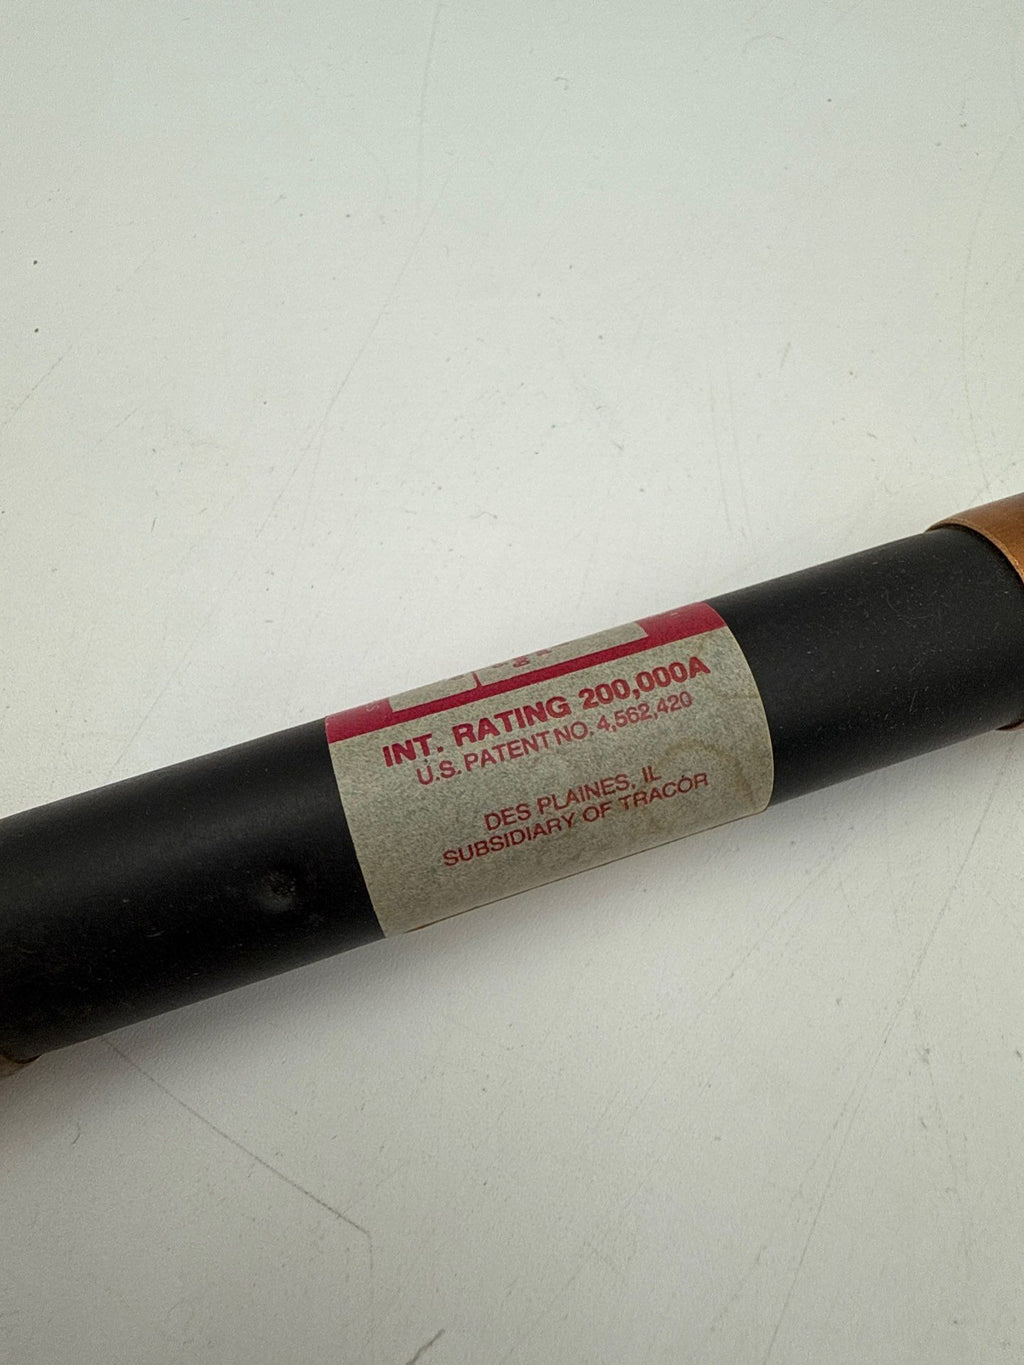 INT. RATING 200,000A
U.S. PATENT NO. 4,562,420
DES PLAINES, IL
SUBSIDIARY OF TRACOR